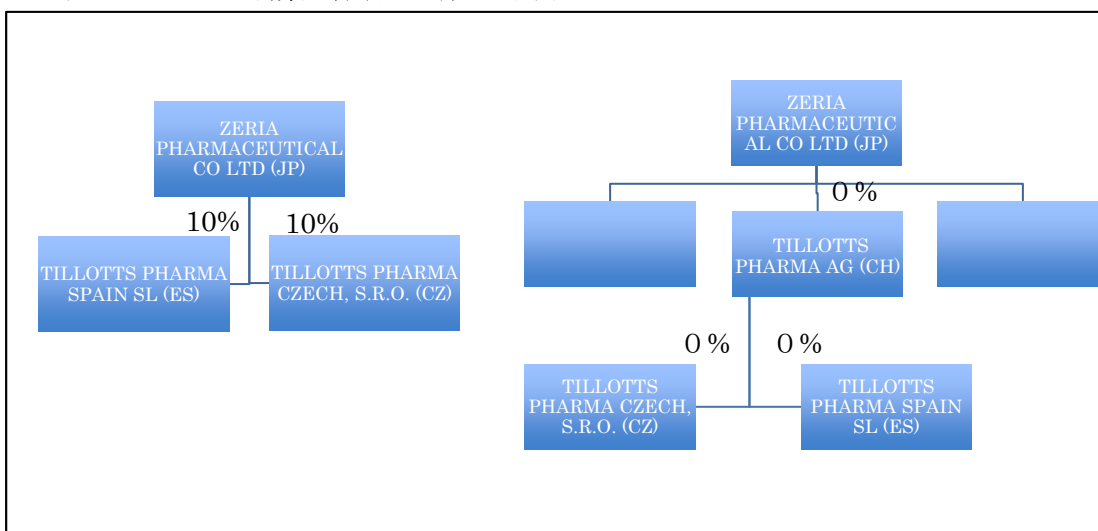 ZERIA
PHARMACEUTICAL
CO LTD (JP)
10%
10%
TILLOTTS PHARMA
SPAIN SL (ES)
TILLOTTS PHARMA
CZECH, S.R.O. (CZ)
ZERIA
PHARMACEUTIC
AL CO LTD (JP)
0 %
TILLOTTS
PHARMA AG (CH)
0 %
0 %
TILLOTTS
PHARMA CZECH,
S.R.O. (CZ)
TILLOTTS
PHARMA SPAIN
SL (ES)